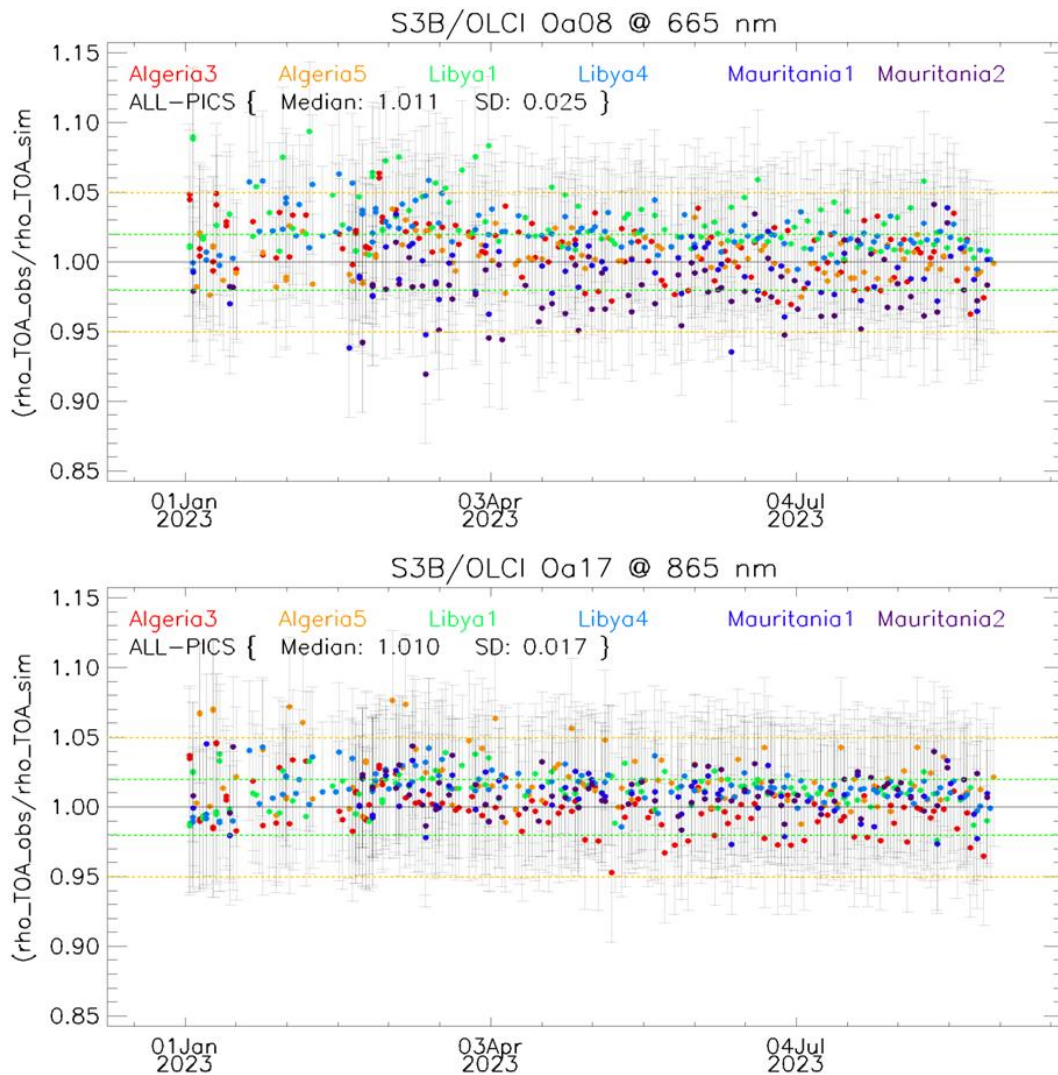 S3B/OLCI Oa08 @ 665 nm
1.15
Algeria3 Algeria5 Libya1 Libya4 Mauritania1 Mauritania2
ALL-PICS { Median: 1.011 SD: 0.025 }
1.10
1.05
1.00
0.95
0.90
0.85
(rho_TOA_obs/rho_TOA_sim
01Jan 03Apr 04Jul
2023 2023 2023
S3B/OLCI Oa17 @ 865 nm
1.15
Algeria3 Algeria5 Libya1 Libya4 Mauritania1 Mauritania2
ALL-PICS { Median: 1.010 SD: 0.017 }
1.10
1.05
1.00
0.95
0.90
0.85
(rho_TOA_obs/rho_TOA_sim
01Jan 03Apr 04Jul
2023 2023 2023